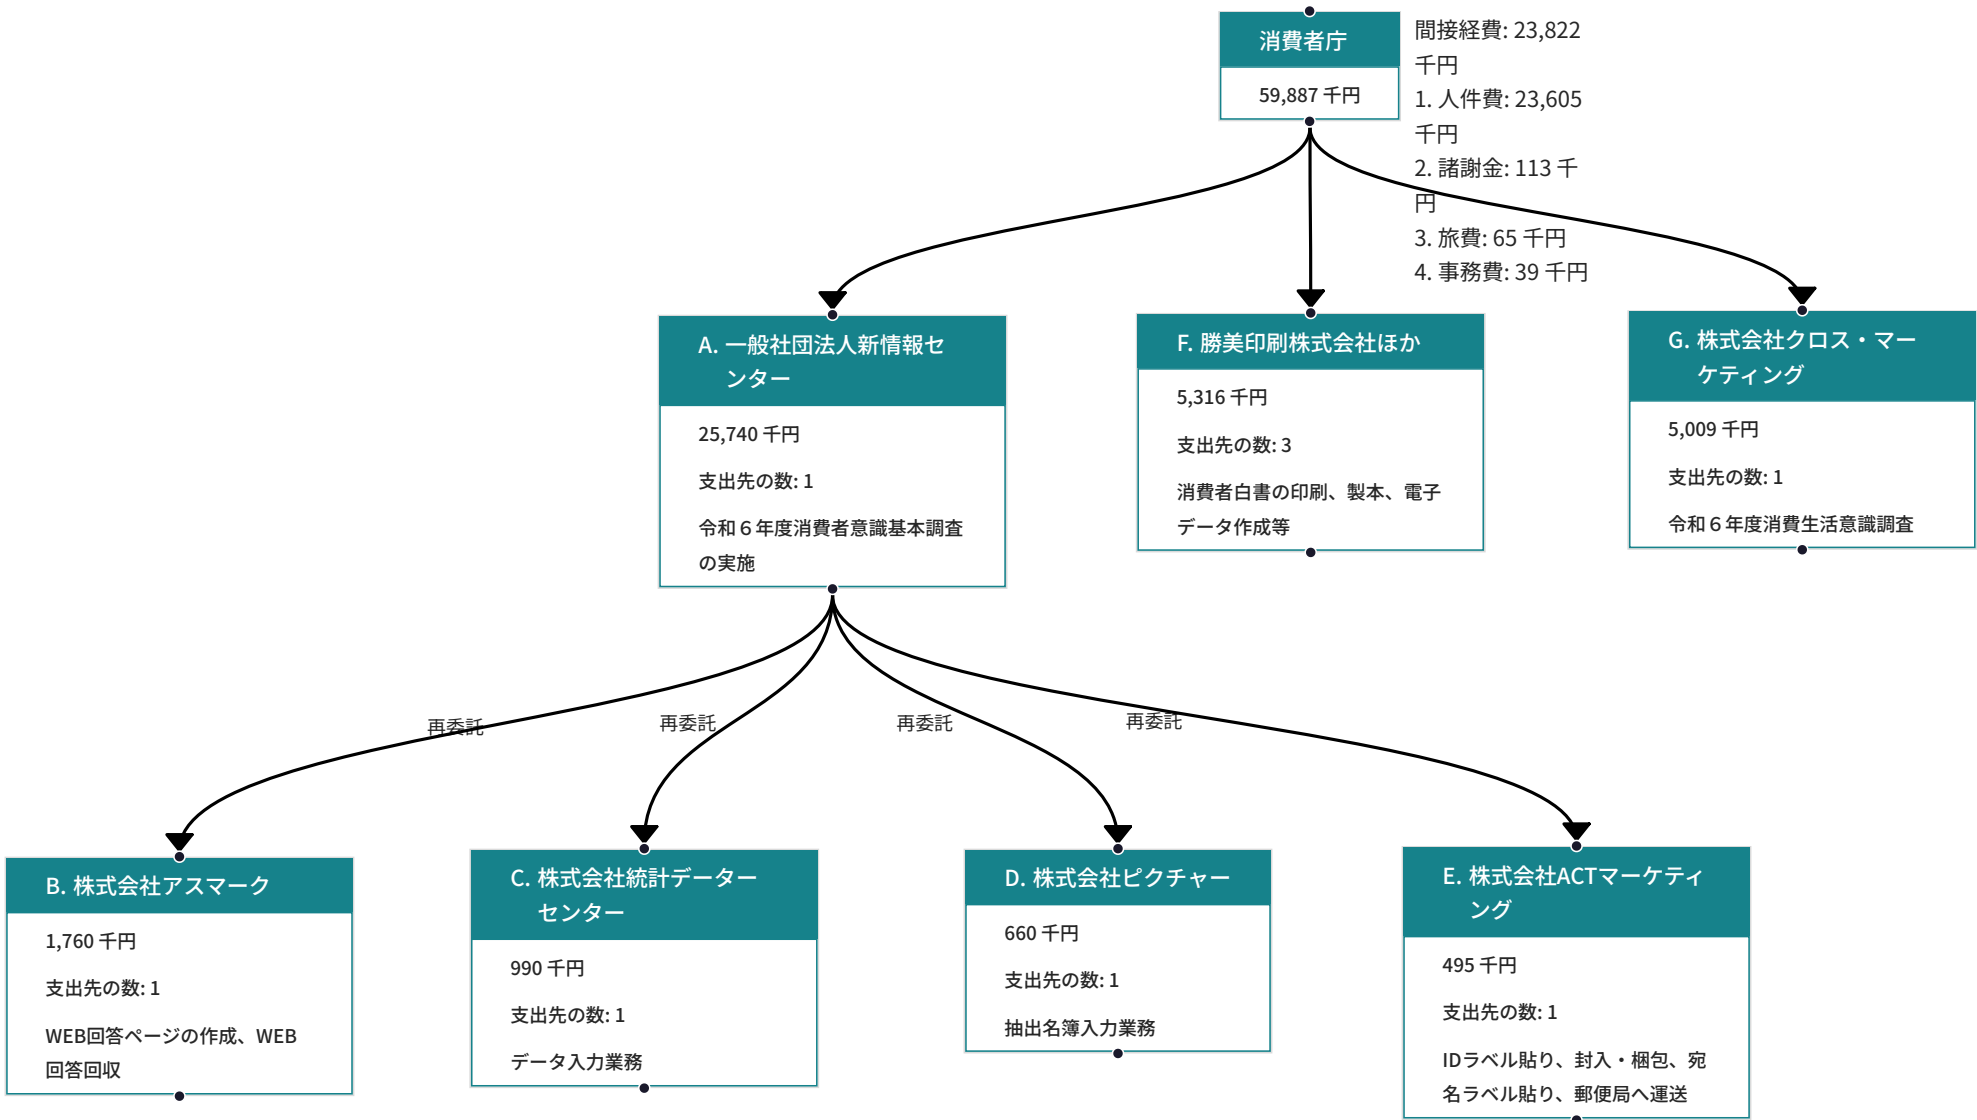 消費者庁
59,887 千円
間接経費: 23,822
千円
1. 人件費: 23,605
千円
2. 諸謝金: 113 千
円
3. 旅費: 65 千円
4. 事務費: 39 千円
A. 一般社団法人新情報セ
ンター
25,740 千円
支出先の数: 1
令和６年度消費者意識基本調査
の実施
F. 勝美印刷株式会社ほか
5,316 千円
支出先の数: 3
消費者白書の印刷、製本、電子
データ作成等
G. 株式会社クロス・マー
ケティング
5,009 千円
支出先の数: 1
令和６年度消費生活意識調査
再委託
再委託
再委託
再委託
B. 株式会社アスマーク
1,760 千円
支出先の数: 1
WEB回答ページの作成、WEB
回答回収
C. 株式会社統計データー
センター
990 千円
支出先の数: 1
データ入力業務
D. 株式会社ピクチャー
660 千円
支出先の数: 1
抽出名簿入力業務
E. 株式会社ACTマーケティ
ング
495 千円
支出先の数: 1
IDラベル貼り、封入・梱包、宛
名ラベル貼り、郵便局へ運送